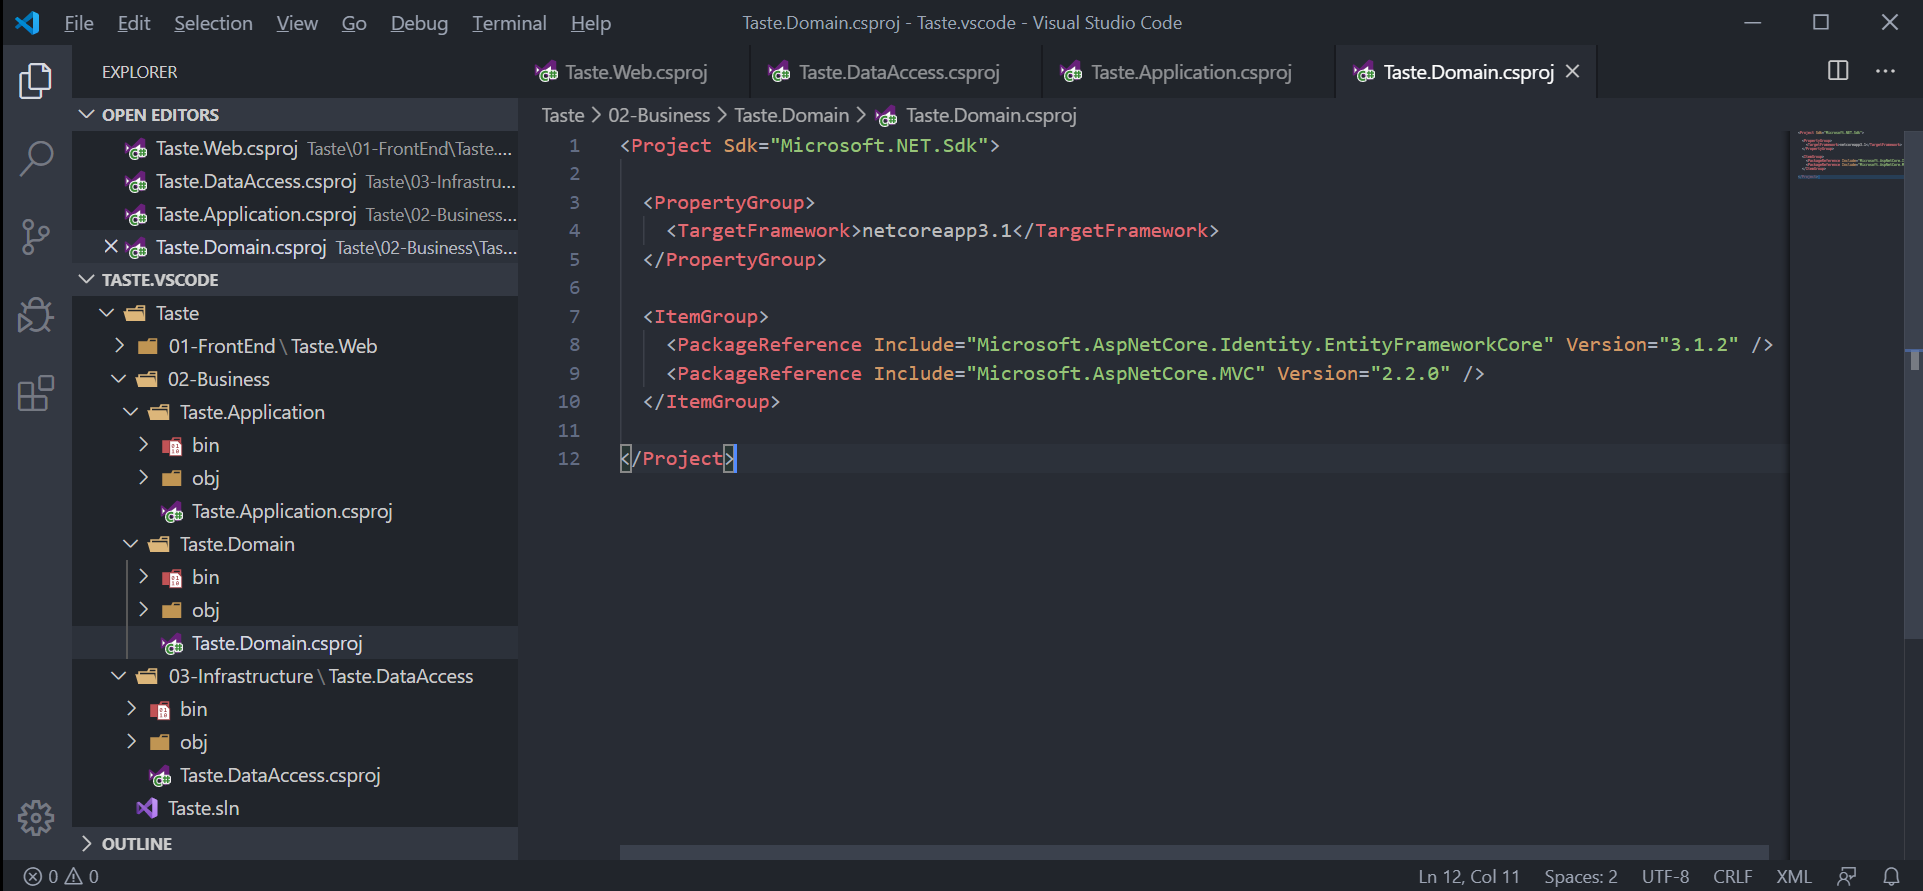 File Edit Selection View Go Debug Terminal Help Taste.Domain.csproj - Taste.vscode - Visual Studio Code
EXPLORER
OPEN EDITORS
Taste.Web.csproj Taste\01-FrontEnd\Taste....
Taste.DataAccess.csproj Taste\03-Infrastru...
Taste.Application.csproj Taste\02-Business...
Taste.Domain.csproj Taste\02-Business\Tas...
TASTE.VSCODE
Taste
01-FrontEnd\Taste.Web
02-Business
Taste.Application
bin
obj
Taste.Application.csproj
Taste.Domain
bin
obj
Taste.Domain.csproj
03-Infrastructure\Taste.DataAccess
bin
obj
Taste.DataAccess.csproj
Taste.sln
OUTLINE
Taste.Web.csproj Taste.DataAccess.csproj Taste.Application.csproj Taste.Domain.csproj
Taste > 02-Business > Taste.Domain > Taste.Domain.csproj
1 <Project Sdk="Microsoft.NET.Sdk">
2
3 <PropertyGroup>
4 <TargetFramework>netcoreapp3.1</TargetFramework>
5 </PropertyGroup>
6
7 <ItemGroup>
8 <PackageReference Include="Microsoft.AspNetCore.Identity.EntityFrameworkCore" Version="3.1.2" />
9 <PackageReference Include="Microsoft.AspNetCore.MVC" Version="2.2.0" />
10 </ItemGroup>
11
12 </Project>
0 0 Ln 12, Col 11 Spaces: 2 UTF-8 CRLF XML